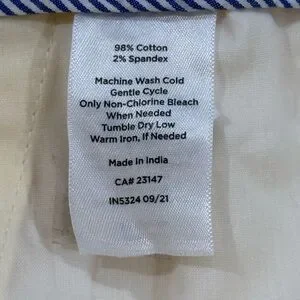 98% Cotton
2% Spandex
Machine Wash Cold
Gentle Cycle
Only Non-Chlorine Bleach
When Needed
Tumble Dry Low
Warm Iron, If Needed
Made in India
CA# 23147
IN5324 09/21